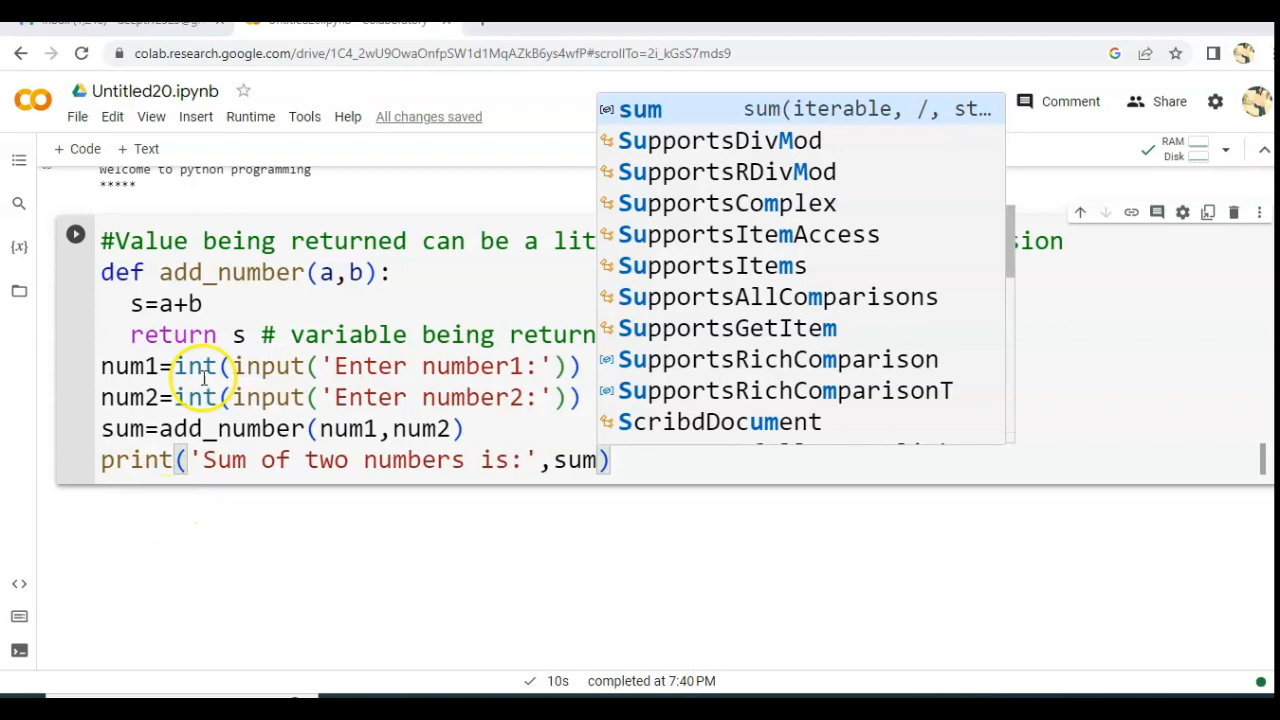 colab.research.google.com/drive/1C4_2wU9OwaOnfpSW1d1MqAZkB6ys4wfP#scrollTo=2i_kGsS7mds9
Untitled20.ipynb
File Edit View Insert Runtime Tools Help All changes saved
Comment Share
+ Code + Text
RAM
Disk
Welcome to python programming
*****
#Value being returned can be a lit
sion
def add_number(a,b):
s=a+b
return s # variable being return
num1=int(input('Enter number1:'))
num2=int(input('Enter number2:'))
sum=add_number(num1,num2)
print('Sum of two numbers is:',sum)
sum sum(iterable, /, st…
SupportsDivMod
SupportsRDivMod
SupportsComplex
SupportsItemAccess
SupportsItems
SupportsAllComparisons
SupportsGetItem
SupportsRichComparison
SupportsRichComparisonT
ScribdDocument
10s completed at 7:40 PM